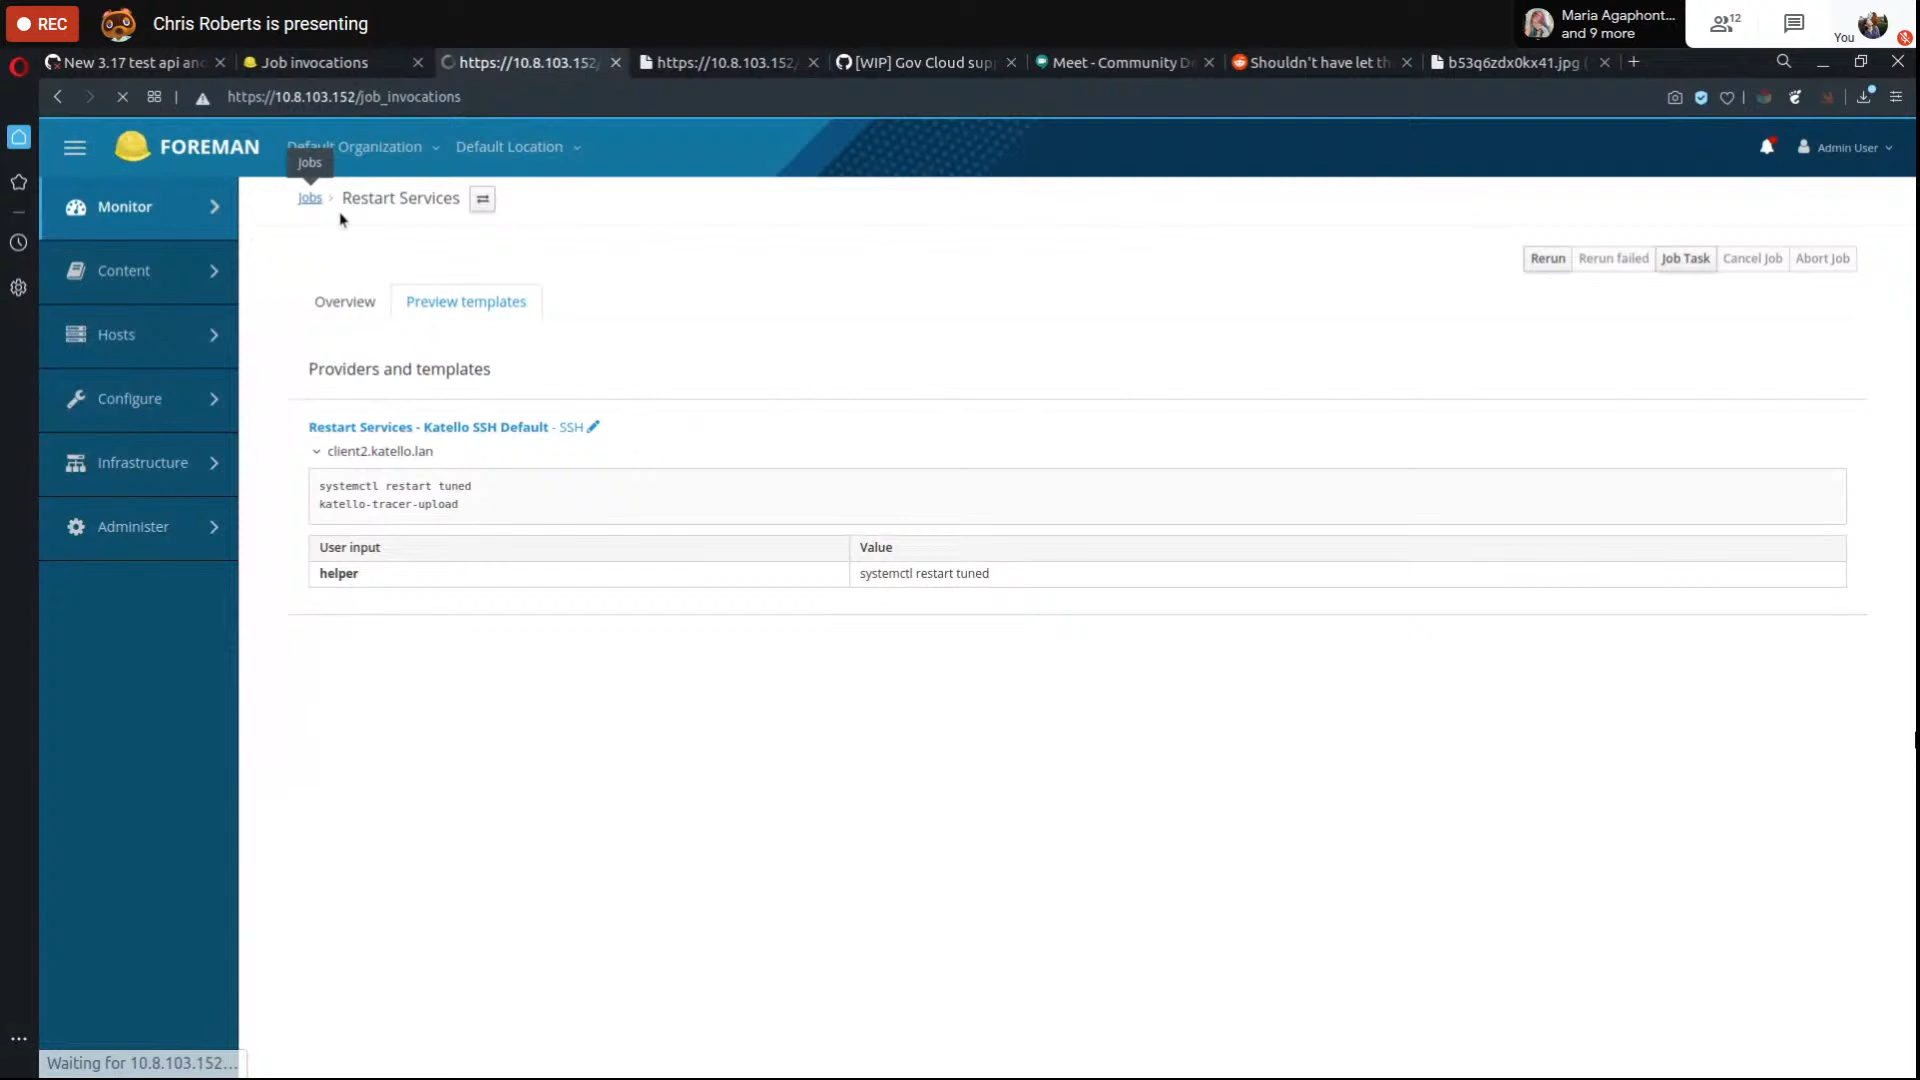 REC
Chris Roberts is presenting
Maria Agaphont...
and 9 more
12
You
New 3.17 test api an
Job invocations
https://10.8.103.152/
https://10.8.103.152/
[WIP] Gov Cloud sup
Meet - Community D
Shouldn't have let th
b53q6zdx0kx41.jpg (
https://10.8.103.152/job_invocations
FOREMAN
Default Organization
Default Location
Admin User
Jobs
Jobs
Restart Services
Monitor
Content
Hosts
Configure
Infrastructure
Administer
Rerun
Rerun failed
Job Task
Cancel Job
Abort Job
Overview
Preview templates
Providers and templates
Restart Services - Katello SSH Default - SSH
client2.katello.lan
systemctl restart tuned
katello-tracer-upload
User input
Value
helper
systemctl restart tuned
Waiting for 10.8.103.152...